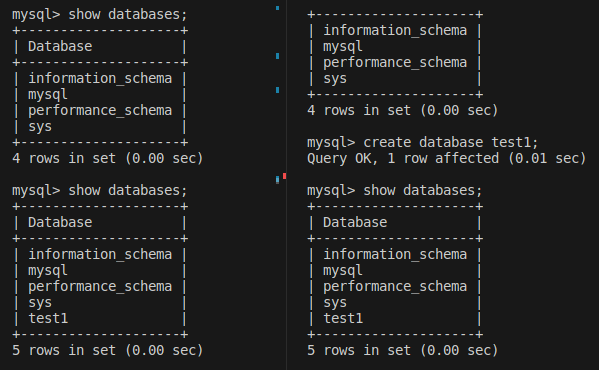 mysql> show databases;
+--------------------+
| Database           |
+--------------------+
| information_schema |
| mysql              |
| performance_schema |
| sys                |
+--------------------+
4 rows in set (0.00 sec)

mysql> show databases;
+--------------------+
| Database           |
+--------------------+
| information_schema |
| mysql              |
| performance_schema |
| sys                |
| test1              |
+--------------------+
5 rows in set (0.00 sec)

+--------------------+
| information_schema |
| mysql              |
| performance_schema |
| sys                |
+--------------------+
4 rows in set (0.00 sec)

mysql> create database test1;
Query OK, 1 row affected (0.01 sec)

mysql> show databases;
+--------------------+
| Database           |
+--------------------+
| information_schema |
| mysql              |
| performance_schema |
| sys                |
| test1              |
+--------------------+
5 rows in set (0.00 sec)